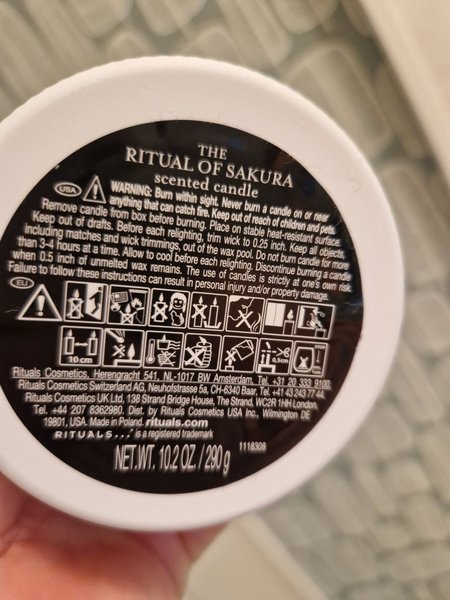 THE
RITUAL OF SAKURA
scented candle
USA WARNING: Burn within sight. Never burn a candle on or near
anything that can catch fire. Keep out of reach of children and pets.
Remove candle from box before burning. Place on stable heat-resistant surface.
Keep out of drafts. Before each relighting, trim wick to 0.25 inch. Keep all objects,
including matches and wick trimmings, out of the wax pool. Do not burn candle for more
than 3-4 hours at a time. Allow to cool before each relighting. Discontinue burning a candle
when 0.5 inch of unmelted wax remains. The use of candles is strictly at one's own risk
Failure to follow these instructions can result in personal injury and/or property damage.
EU
10 cm
Rituals Cosmetics, Herengracht 541, NL-1017 BW Amsterdam. Tel. +31 20 333 9100.
Rituals Cosmetics Switzerland AG, Neuhofstrasse 5a, CH-6340 Baar, Tel. +41 43 243 77 44.
Rituals Cosmetics UK Ltd, 136 Strand Bridge House, The Strand, WC2R 1HH London,
Tel. +44 207 8362980. Dist. by Rituals Cosmetics USA Inc., Wilmington DE
19801, USA. Made in Poland. rituals.com
RITUALS... ® is a registered trademark
1118308
NET.WT. 10.2 OZ. / 290 g